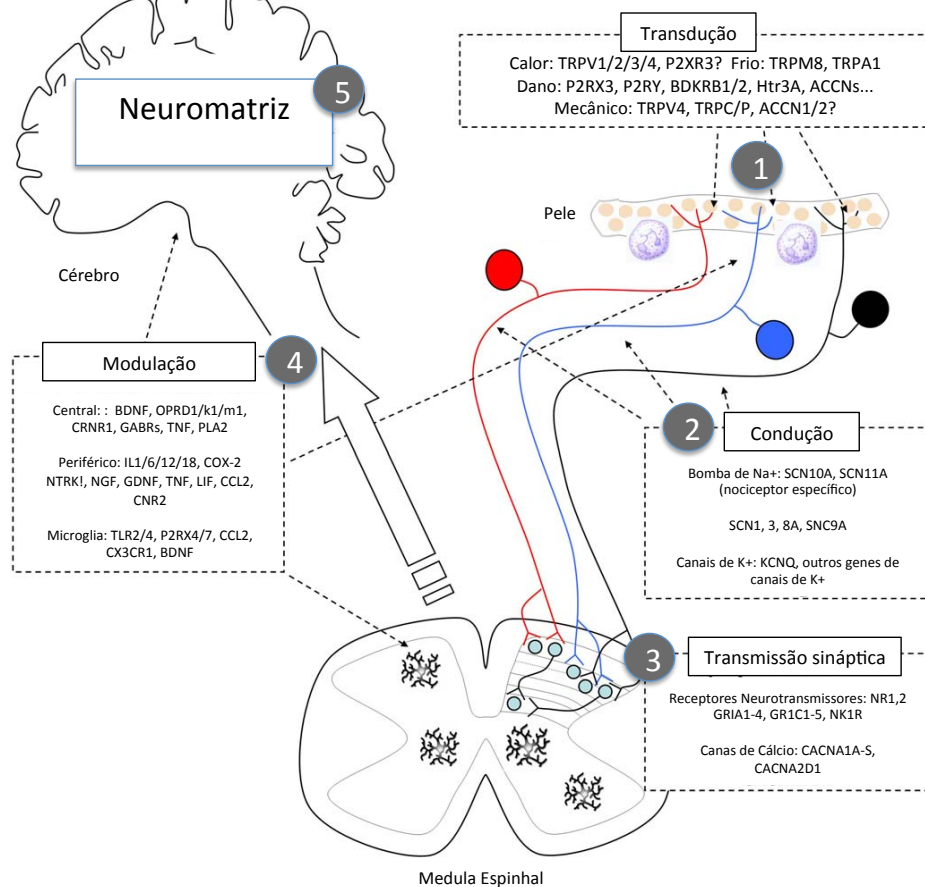 Transdução
Calor: TRPV1/2/3/4, P2XR3? Frio: TRPM8, TRPA1
Dano: P2RX3, P2RY, BDKRB1/2, Htr3A, ACCNs...
Mecânico: TRPV4, TRPC/P, ACCN1/2?
1
5
Neuromatriz
Pele
Cérebro
4
Modulação
Central: : BDNF, OPRD1/k1/m1,
CRNR1, GABRs, TNF, PLA2
Periférico: IL1/6/12/18, COX-2
NTRK!, NGF, GDNF, TNF, LIF, CCL2,
CNR2
Microglia: TLR2/4, P2RX4/7, CCL2,
CX3CR1, BDNF
2
Condução
Bomba de Na+: SCN10A, SCN11A
(nociceptor específico)
SCN1, 3, 8A, SNC9A
Canais de K+: KCNQ, outros genes de
canais de K+
3
Transmissão sináptica
Receptores Neurotransmissores: NR1,2
GRIA1-4, GR1C1-5, NK1R
Canas de Cálcio: CACNA1A-S,
CACNA2D1
Medula Espinhal